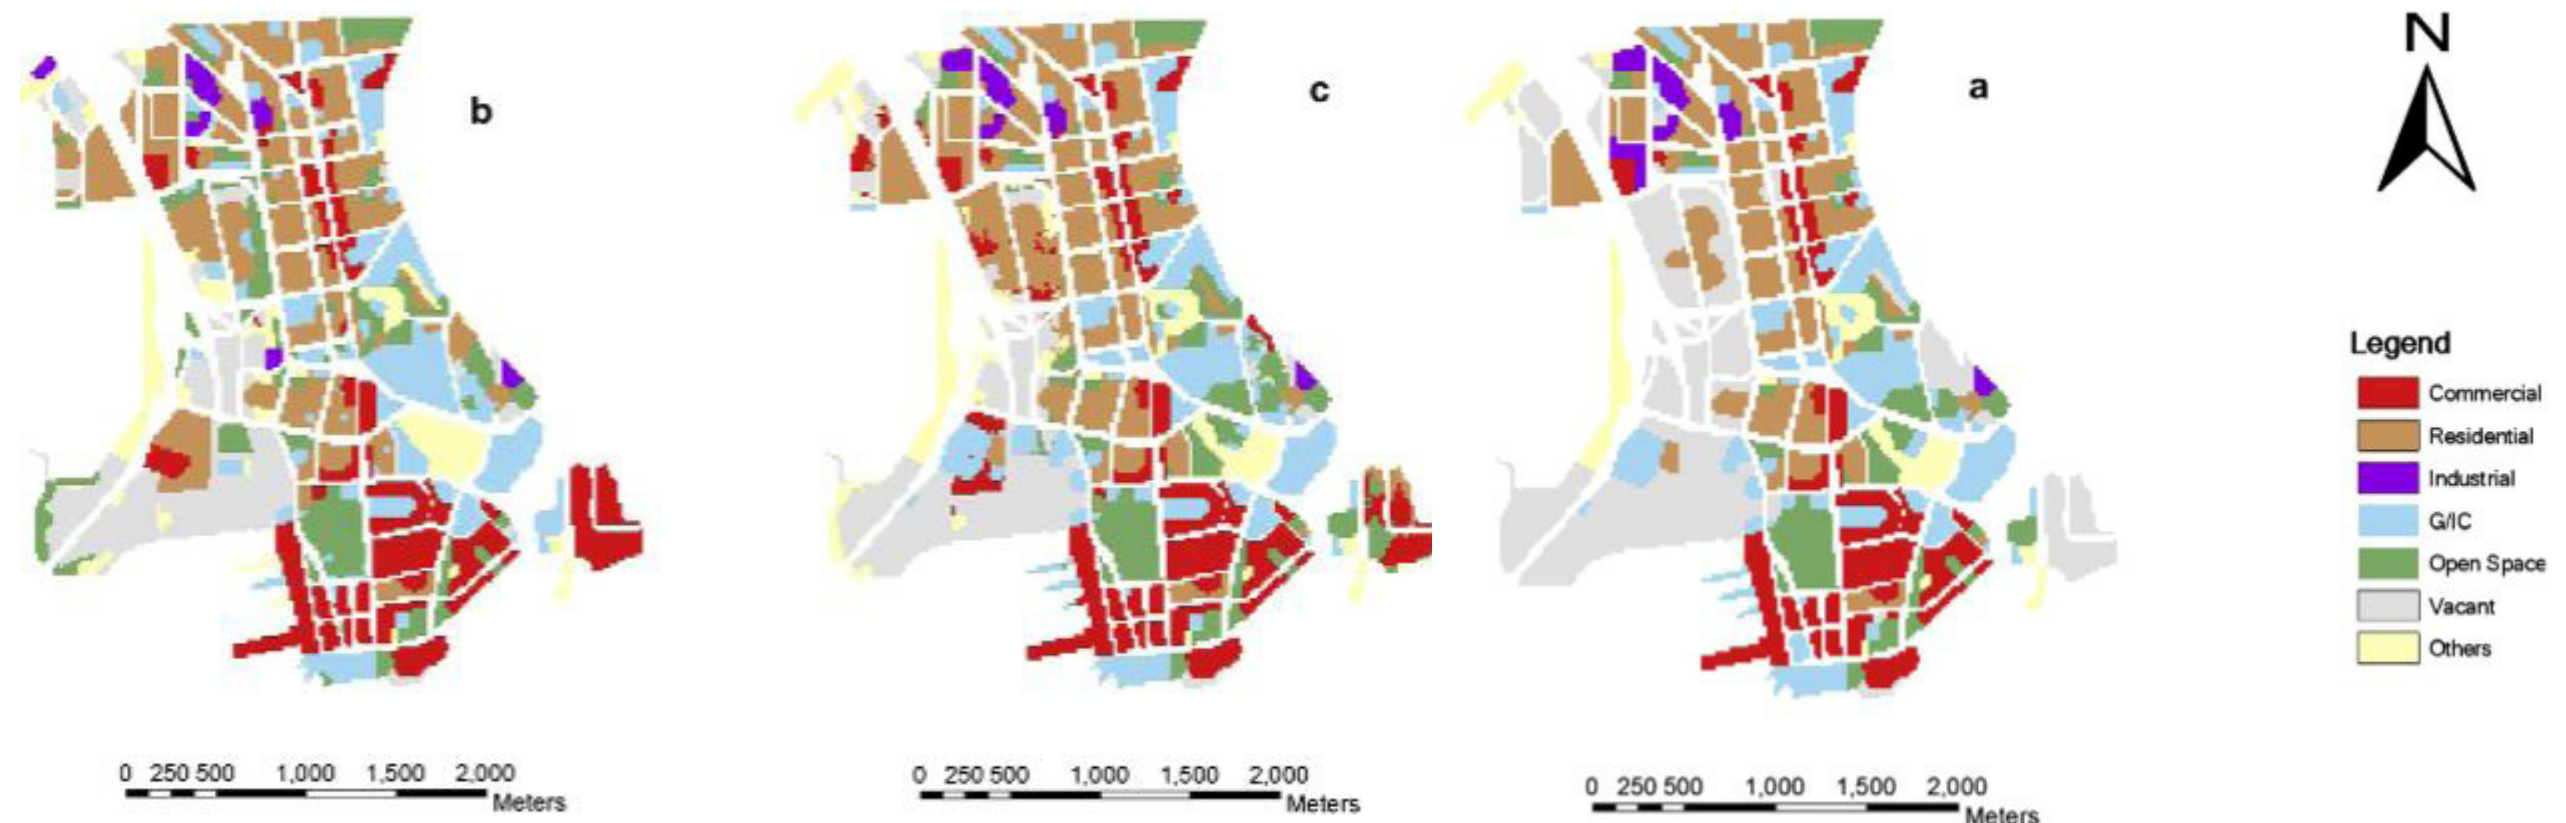 b
c
a
N
Legend
Commercial
Residential
Industrial
G/IC
Open Space
Vacant
Others
0 250 500 1,000 1,500 2,000
Meters
0 250 500 1,000 1,500 2,000
Meters
0 250 500 1,000 1,500 2,000
Meters